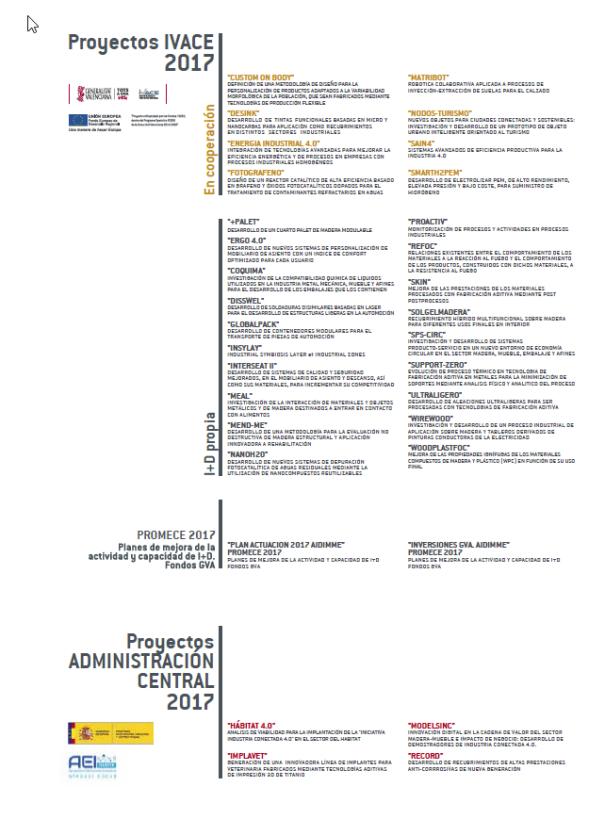 Proyectos IVACE
2017
GENERALITAT
VALENCIANA
UNIÓN EUROPEA
Fondo Europeo de
Desarrollo Regional
Una manera de hacer Europa
En cooperación
"CUSTOM ON BODY"
DEFINICIÓN DE UNA METODOLOGÍA DE DISEÑO PARA LA
PERSONALIZACIÓN DE PRODUCTOS ADAPTADOS A LA VARIABILIDAD
MORFOLÓGICA DE LA POBLACIÓN, QUE SEAN FABRICADOS MEDIANTE
TECNOLOGÍAS DE PRODUCCIÓN FLEXIBLE
"DESINK"
DESARROLLO DE TINTAS FUNCIONALES BASADAS EN MICRO Y
NANOCARGAS PARA APLICACIÓN COMO RECUBRIMIENTOS
EN DISTINTOS SECTORES INDUSTRIALES
"ENERGIA INDUSTRIAL 4.0"
INTEGRACIÓN DE TECNOLOGÍAS AVANZADAS PARA MEJORAR LA
EFICIENCIA ENERGÉTICA Y DE PROCESOS EN EMPRESAS CON
PROCESOS INDUSTRIALES HOMOGÉNEOS
"FOTOGRAFENO"
DISEÑO DE UN REACTOR CATALÍTICO DE ALTA EFICIENCIA BASADO
EN GRAFENO Y ÓXIDOS FOTOCATALÍTICOS DOPADOS PARA EL
TRATAMIENTO DE CONTAMINANTES REFRACTARIOS EN AGUAS
"MATRIBOT"
ROBOTICA COLABORATIVA APLICADA A PROCESOS DE
INYECCIÓN-EXTRACCIÓN DE SUELAS PARA EL CALZADO
"NODOS-TURISMO"
NUEVOS OBJETOS PARA CIUDADES CONECTADAS Y SOSTENIBLES:
INVESTIGACIÓN Y DESARROLLO DE UN PROTOTIPO DE OBJETO
URBANO INTELIGENTE ORIENTADO AL TURISMO
"SAIN4"
SISTEMAS AVANZADOS DE EFICIENCIA PRODUCTIVA PARA LA
INDUSTRIA 4.0
"SMARTH2PEM"
DESARROLLO DE ELECTROLIZAR PEM, DE ALTO RENDIMIENTO,
ELEVADA PRESIÓN Y BAJO COSTE, PARA SUMINISTRO DE
HIDRÓGENO
I+D propia
"+PALET"
DESARROLLO DE UN CUARTO PALET DE MADERA MODULABLE
"ERGO 4.0"
DESARROLLO DE NUEVOS SISTEMAS DE PERSONALIZACIÓN DE
MOBILIARIO DE ASIENTO CON UN INDICE DE CONFORT
OPTIMIZADO PARA CADA USUARIO
"COQUIMA"
INVESTIGACIÓN DE LA COMPATIBILIDAD QUIMICA DE LIQUIDOS
UTILIZADOS EN LA INDUSTRIA METAL MECÁNICA, MUEBLE Y AFINES
PARA EL DESARROLLO DE LOS EMBALAJES QUE LOS CONTIENEN
"DISSWEL"
DESARROLLO DE SOLDADURAS DISIMILARES BASADAS EN LASER
PARA EL DESARROLLO DE ESTRUCTURAS LIGERAS EN LA AUTOMOCIÓN
"GLOBALPACK"
DESARROLLO DE CONTENEDORES MODULARES PARA EL
TRANSPORTE DE PIEZAS DE AUTOMOCIÓN
"INSYLAY"
INDUSTRIAL SYMBIOSIS LAYER at INDUSTRIAL ZONES
"INTERSEAT II"
DESARROLLO DE SISTEMAS DE CALIDAD Y SEGURIDAD
MEJORADOS, EN EL MOBILIARIO DE ASIENTO Y DESCANSO, ASÍ
COMO SUS MATERIALES, PARA INCREMENTAR SU COMPETITIVIDAD
"MEAL"
INVESTIGACIÓN DE LA INTERACCIÓN DE MATERIALES Y OBJETOS
METÁLICOS Y DE MADERA DESTINADOS A ENTRAR EN CONTACTO
CON ALIMENTOS
"MEND-ME"
DESARROLLO DE UNA METODOLOGÍA PARA LA EVALUACIÓN NO
DESTRUCTIVA DE MADERA ESTRUCTURAL Y APLICACIÓN
INNOVADORA A REHABILITACIÓN
"NANOH2O"
DESARROLLO DE NUEVOS SISTEMAS DE DEPURACIÓN
FOTOCATALÍTICA DE AGUAS RESIDUALES MEDIANTE LA
UTILIZACIÓN DE NANOCOMPUESTOS REUTILIZABLES
"PROACTIV"
MONITORIZACIÓN DE PROCESOS Y ACTIVIDADES EN PROCESOS
INDUSTRIALES
"REFOC"
RELACIONES EXISTENTES ENTRE EL COMPORTAMIENTO DE LOS
MATERIALES A LA REACCIÓN AL FUEGO Y EL COMPORTAMIENTO
DE LOS PRODUCTOS, CONSTRUIDOS CON DICHOS MATERIALES, A
LA RESISTENCIA AL FUEGO
"SKIN"
MEJORA DE LAS PRESTACIONES DE LOS MATERIALES
PROCESADOS CON FABRICACIÓN ADITIVA MEDIANTE POST
POSTPROCESOS
"SOLGELMADERA"
RECUBRIMIENTO HÍBRIDO MULTIFUNCIONAL SOBRE MADERA
PARA DIFERENTES USOS FINALES EN INTERIOR
"SPS-CIRC"
INVESTIGACIÓN Y DESARROLLO DE SISTEMAS
PRODUCTO-SERVICIO EN UN NUEVO ENTORNO DE ECONOMÍA
CIRCULAR EN EL SECTOR MADERA, MUEBLE, EMBALAJE Y AFINES
"SUPPORT-ZERO"
EVOLUCIÓN DE PROCESO TÉRMICO EN TECNOLOGIA DE
FABRICACIÓN ADITIVA EN METALES PARA LA MINIMIZACIÓN DE
SOPORTES MEDIANTE ANALISIS FÍSICO Y ANALITICO DEL PROCESO
"ULTRALIGERO"
DESARROLLO DE ALEACIONES ULTRALIGERAS PARA SER
PROCESADAS CON TECNOLOGIAS DE FABRICACIÓN ADITIVA
"WIREWOOD"
INVESTIGACIÓN Y DESARROLLO DE UN PROCESO INDUSTRIAL DE
APLICACIÓN SOBRE MADERA Y TABLEROS DERIVADOS DE
PINTURAS CONDUCTORAS DE LA ELECTRICIDAD
"WOODPLASTFOC"
MEJORA DE LAS PROPIEDADES IGNÍFUGAS DE LOS MATERIALES
COMPUESTOS DE MADERA Y PLÁSTICO (WPC) EN FUNCIÓN DE SU USO
FINAL
PROMECE 2017
Planes de mejora de la
actividad y capacidad de I+D.
Fondos GVA
"PLAN ACTUACION 2017 AIDIMME"
PROMECE 2017
PLANES DE MEJORA DE LA ACTIVIDAD Y CAPACIDAD DE I+D
FONDOS GVA
"INVERSIONES GVA. AIDIMME"
PROMECE 2017
PLANES DE MEJORA DE LA ACTIVIDAD Y CAPACIDAD DE I+D
FONDOS GVA
Proyectos
ADMINISTRACIÓN
CENTRAL
2017
AEI
"HÁBITAT 4.0"
ANALISIS DE VIABILIDAD PARA LA IMPLANTACIÓN DE LA "INICIATIVA
INDUSTRIA CONECTADA 4.0" EN EL SECTOR DEL HABITAT
"IMPLAVET"
GENERACIÓN DE UNA INNOVADORA LÍNEA DE IMPLANTES PARA
VETERINARIA FABRICADOS MEDIANTE TECNOLOGÍAS ADITIVAS
DE IMPRESIÓN 3D DE TITANIO
"MODELSINC"
INNOVACIÓN DIGITAL EN LA CADENA DE VALOR DEL SECTOR
MADERA-MUEBLE E IMPACTO DE NEGOCIO: DESARROLLO DE
DEMOSTRADORES DE INDUSTRIA CONECTADA 4.0.
"RECORD"
DESARROLLO DE RECUBRIMIENTOS DE ALTAS PRESTACIONES
ANTI-CORRROSIVAS DE NUEVA GENERACIÓN